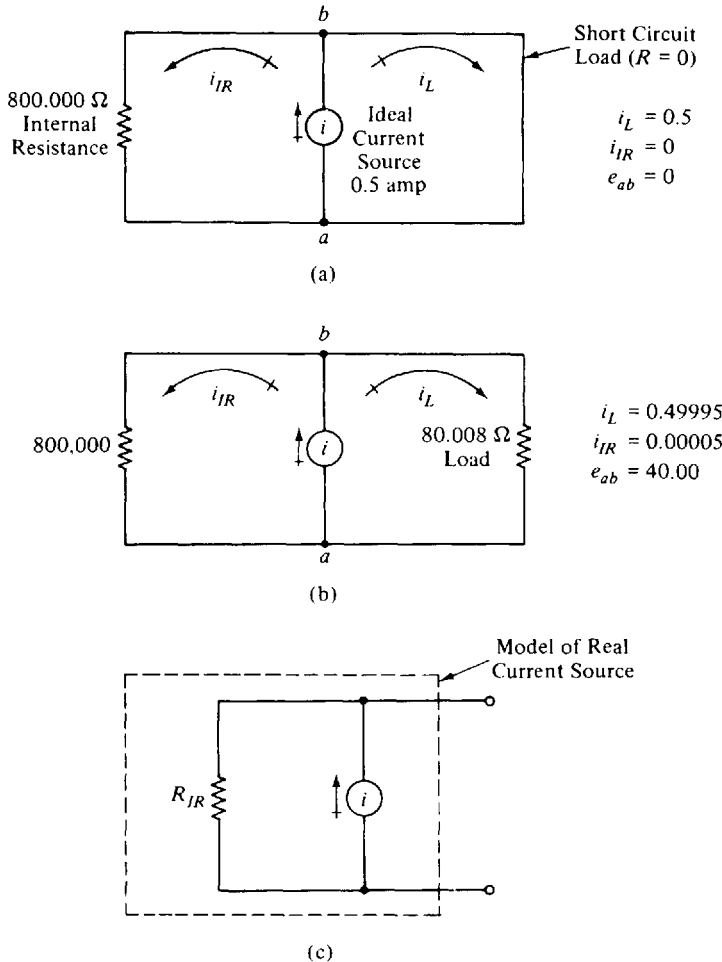 b
Short Circuit
Load (R = 0)
i_IR
i_L
800.000 Ω
Internal
Resistance
i
Ideal
Current
Source
0.5 amp
i_L = 0.5
i_IR = 0
e_ab = 0
a
(a)
b
i_IR
i_L
800,000
i
80.008 Ω
Load
i_L = 0.49995
i_IR = 0.00005
e_ab = 40.00
a
(b)
Model of Real
Current Source
R_IR
i
(c)